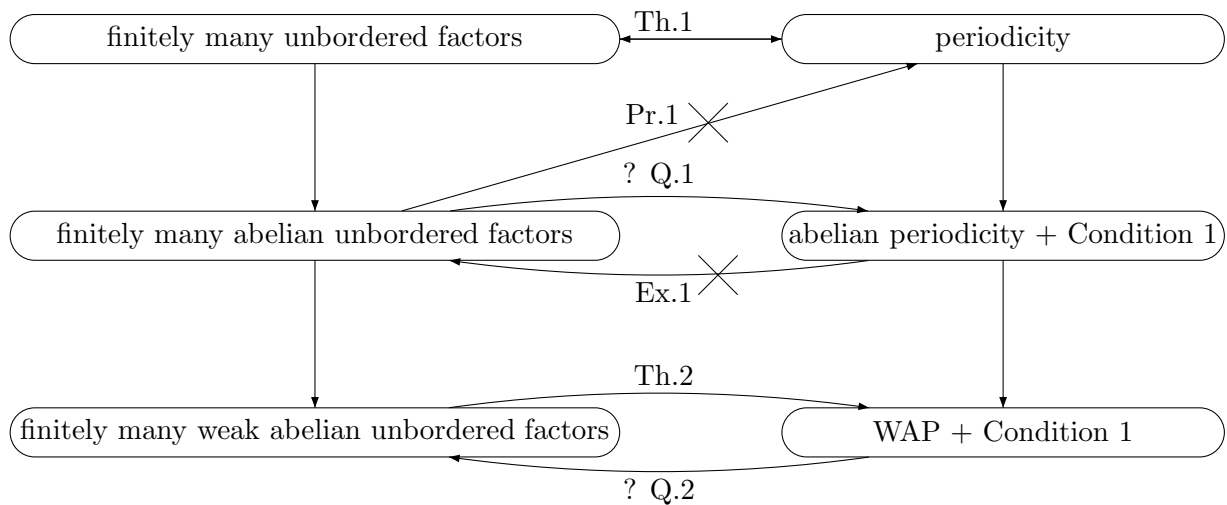 finitely many unbordered factors
Th.1
periodicity
Pr.1
? Q.1
finitely many abelian unbordered factors
abelian periodicity + Condition 1
Ex.1
Th.2
finitely many weak abelian unbordered factors
WAP + Condition 1
? Q.2